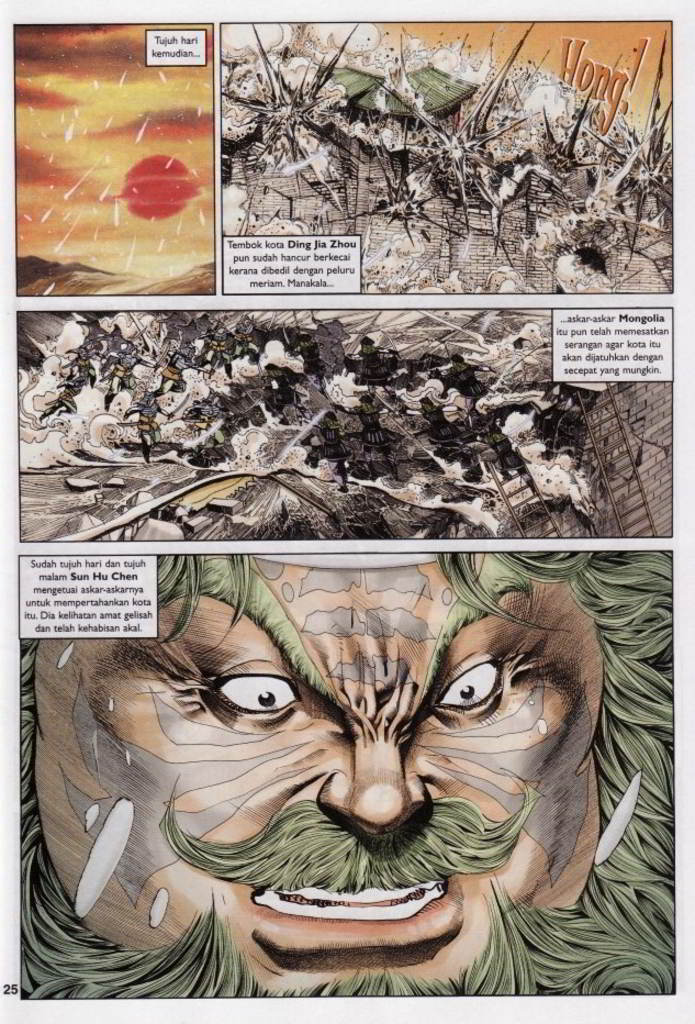 Tujuh hari
kemudian...
Hong!
Tembok kota Ding Jia Zhou
pun sudah hancur berkecai
kerana dibedil dengan peluru
meriam. Manakala...
...askar-askar Mongolia
itu pun telah memesatkan
serangan agar kota itu
akan dijatuhkan dengan
secepat yang mungkin.
Sudah tujuh hari dan tujuh
malam Sun Hu Chen
mengetuai askar-askarnya
untuk mempertahankan kota
itu. Dia kelihatan amat gelisah
dan telah kehabisan akal.
25